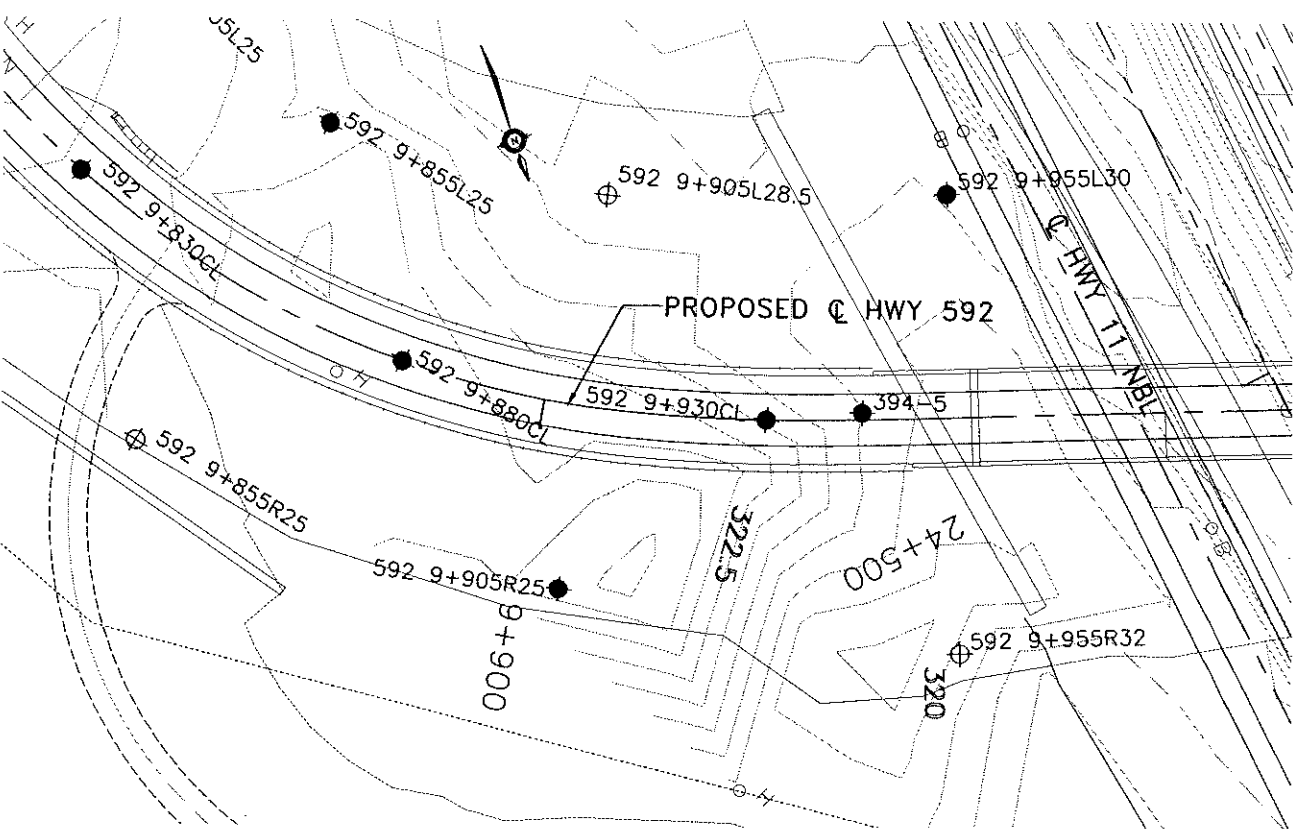 592 9+855L25
592 9+905L28.5
592 9+955L30
592 9+830CL
℄ HWY 11 NBL
PROPOSED ℄ HWY 592
592 9+880CL
592 9+930CL
394-5
592 9+855R25
322.5
24+500
592 9+905R25
9+900
592 9+955R32
320
H
H
H